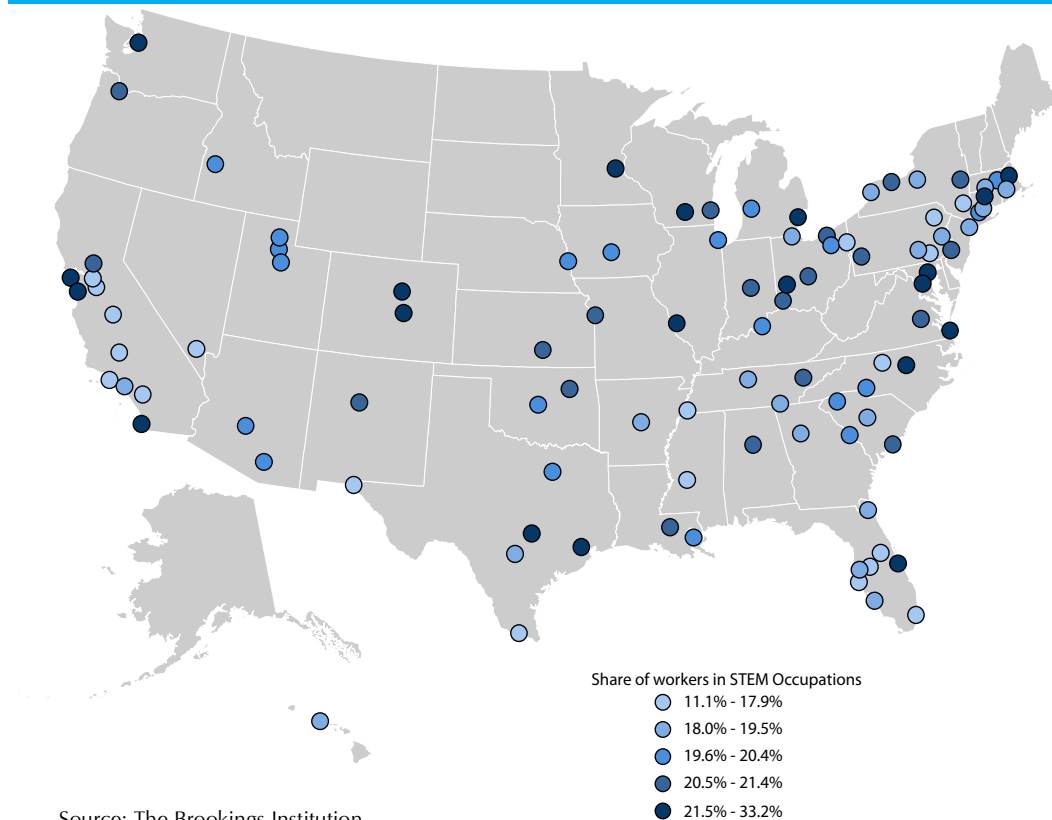 Share of workers in STEM Occupations
11.1% - 17.9%
18.0% - 19.5%
19.6% - 20.4%
20.5% - 21.4%
21.5% - 33.2%
Source: The Brookings Institution